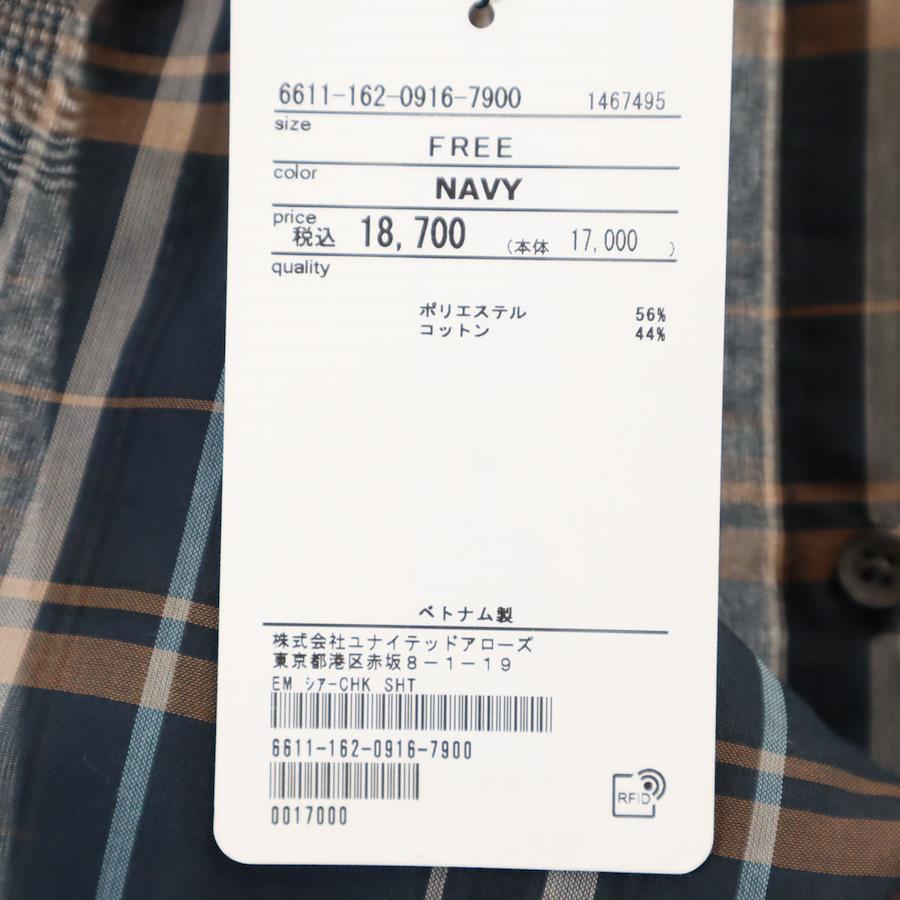 6611-162-0916-7900 1467495
size
FREE
color
NAVY
price
税込 18,700 (本体 17,000 )
quality
ポリエステル 56%
コットン 44%
ベトナム製
株式会社ユナイテッドアローズ
東京都港区赤坂8-1-19
EM ｼｱｰCHK SHT
6611-162-0916-7900
0017000
RFID